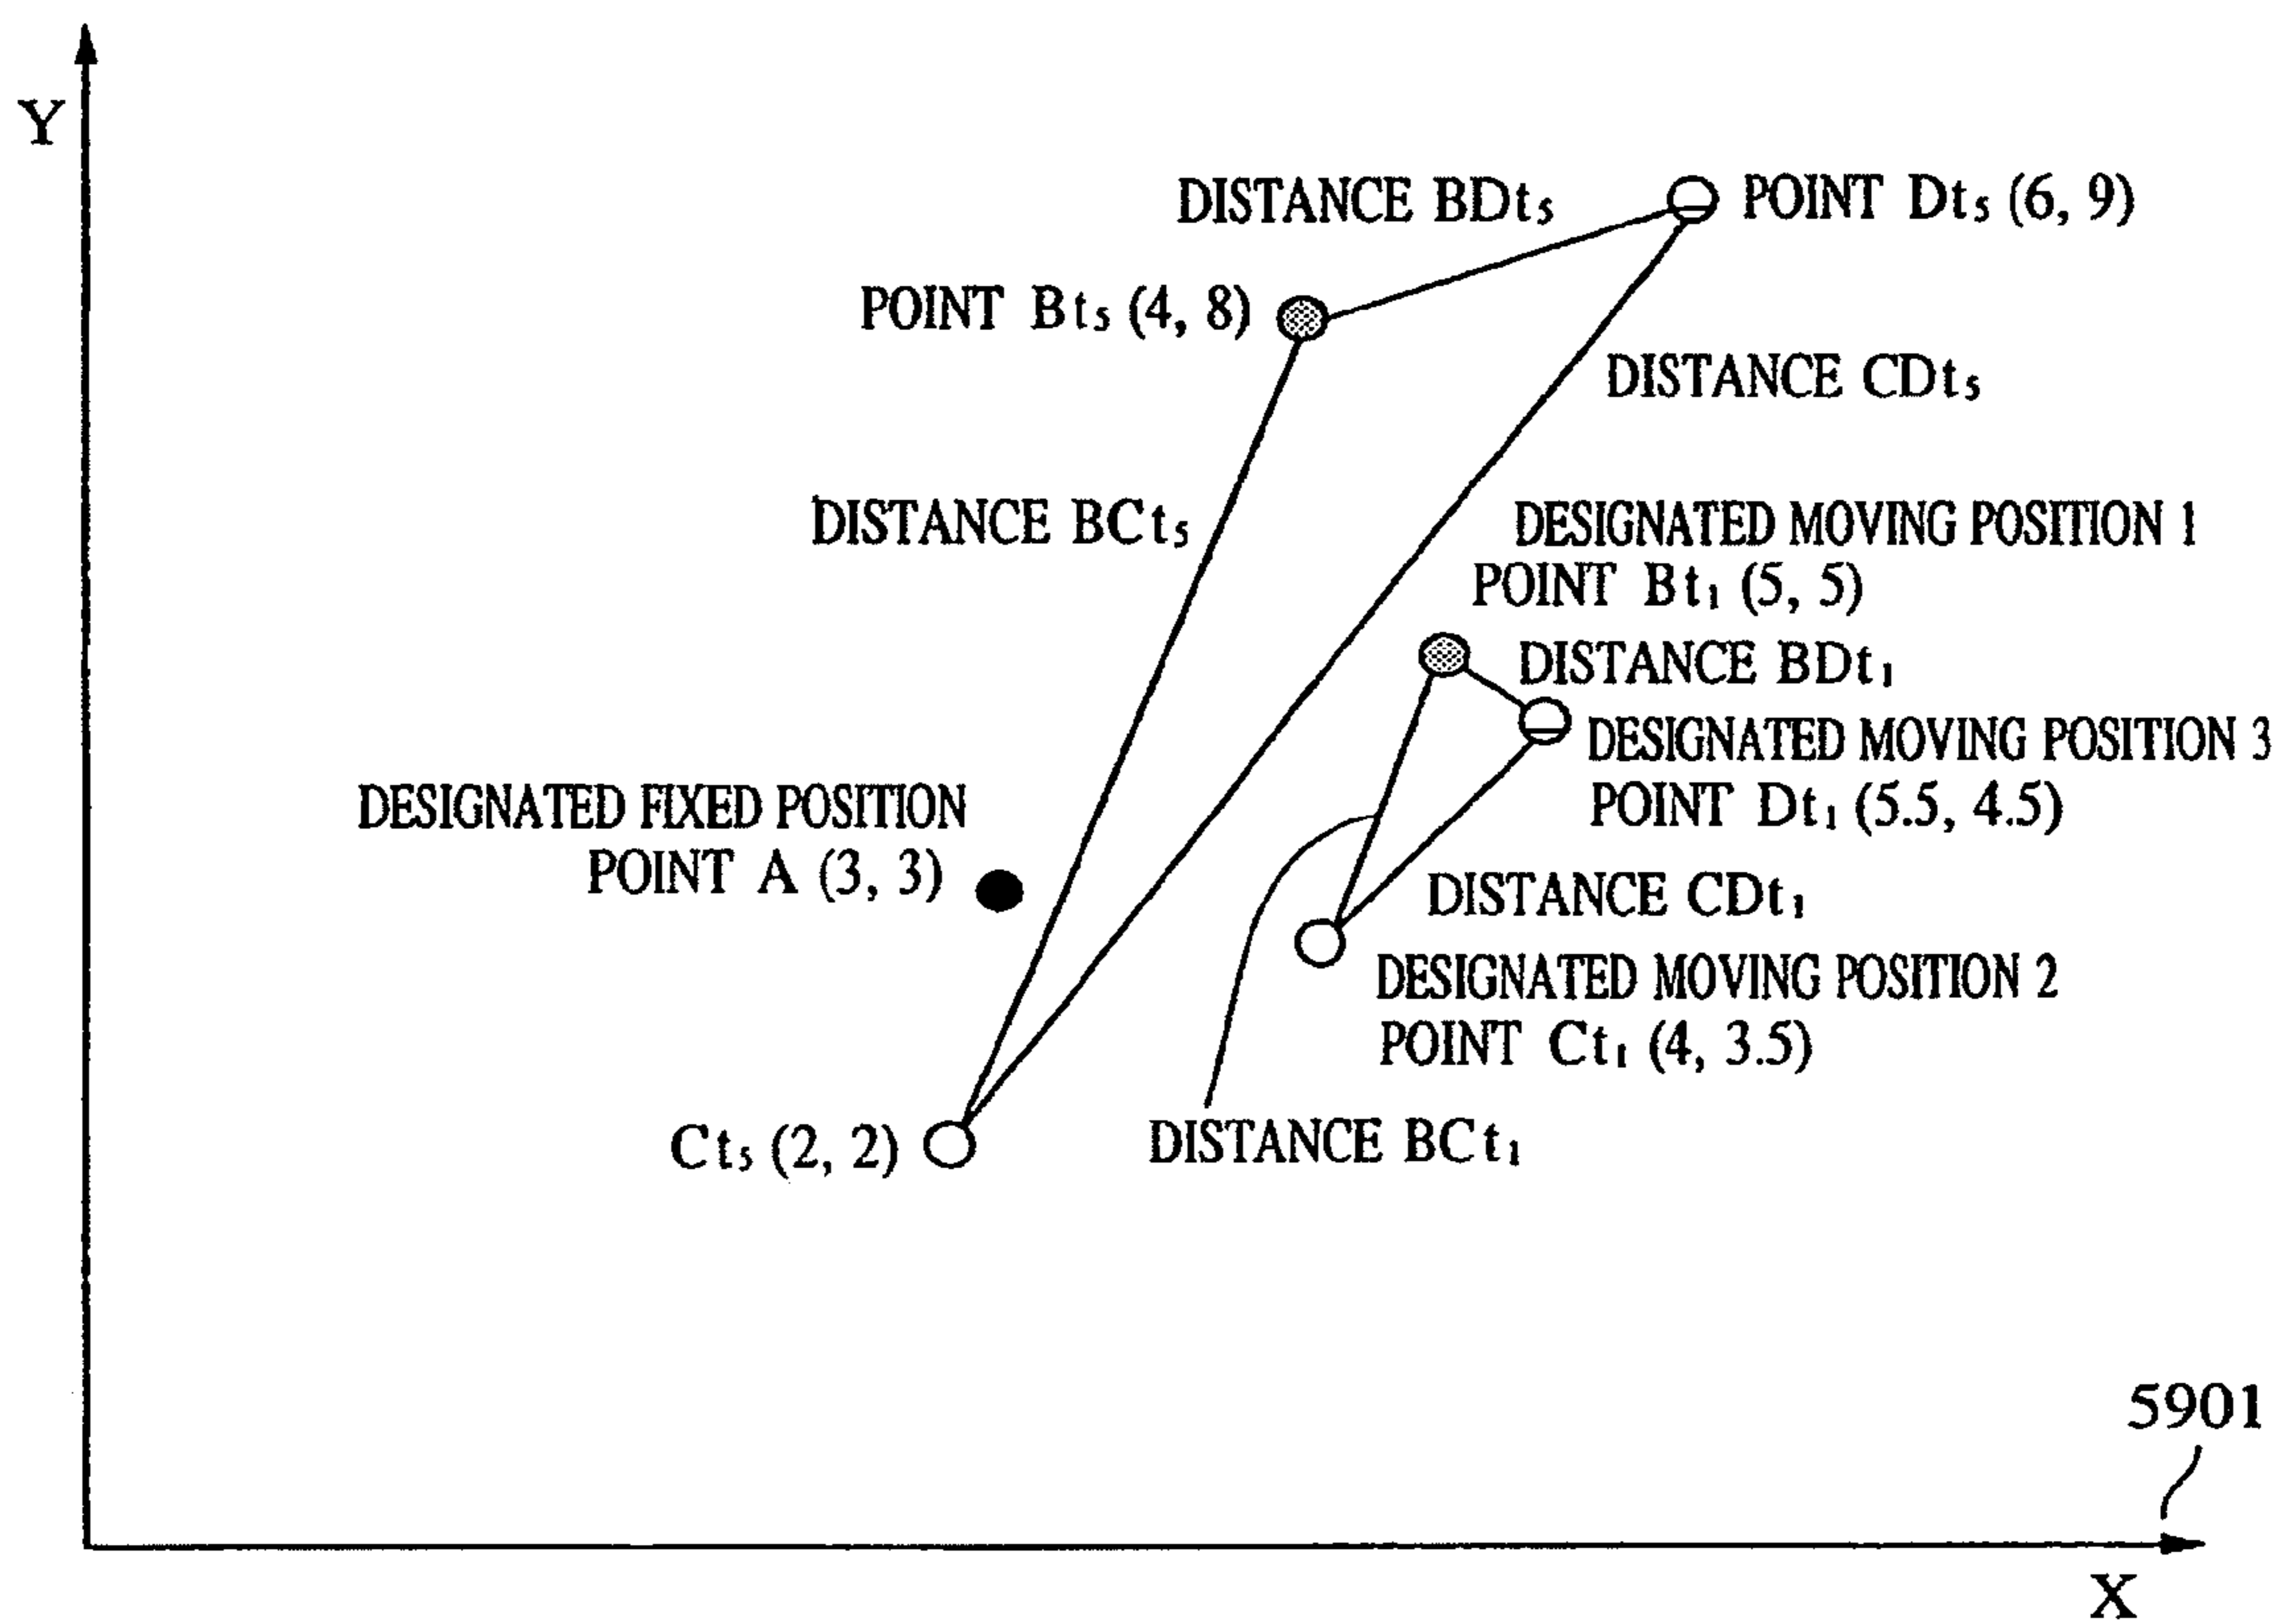 Y
DISTANCE BDt₅
POINT Dt₅ (6, 9)
POINT Bt₅ (4, 8)
DISTANCE CDt₅
DISTANCE BCt₅
DESIGNATED MOVING POSITION 1
POINT Bt₁ (5, 5)
DISTANCE BDt₁
DESIGNATED MOVING POSITION 3
POINT Dt₁ (5.5, 4.5)
DESIGNATED FIXED POSITION
POINT A (3, 3)
DISTANCE CDt₁
DESIGNATED MOVING POSITION 2
POINT Ct₁ (4, 3.5)
Ct₅ (2, 2)
DISTANCE BCt₁
5901
X